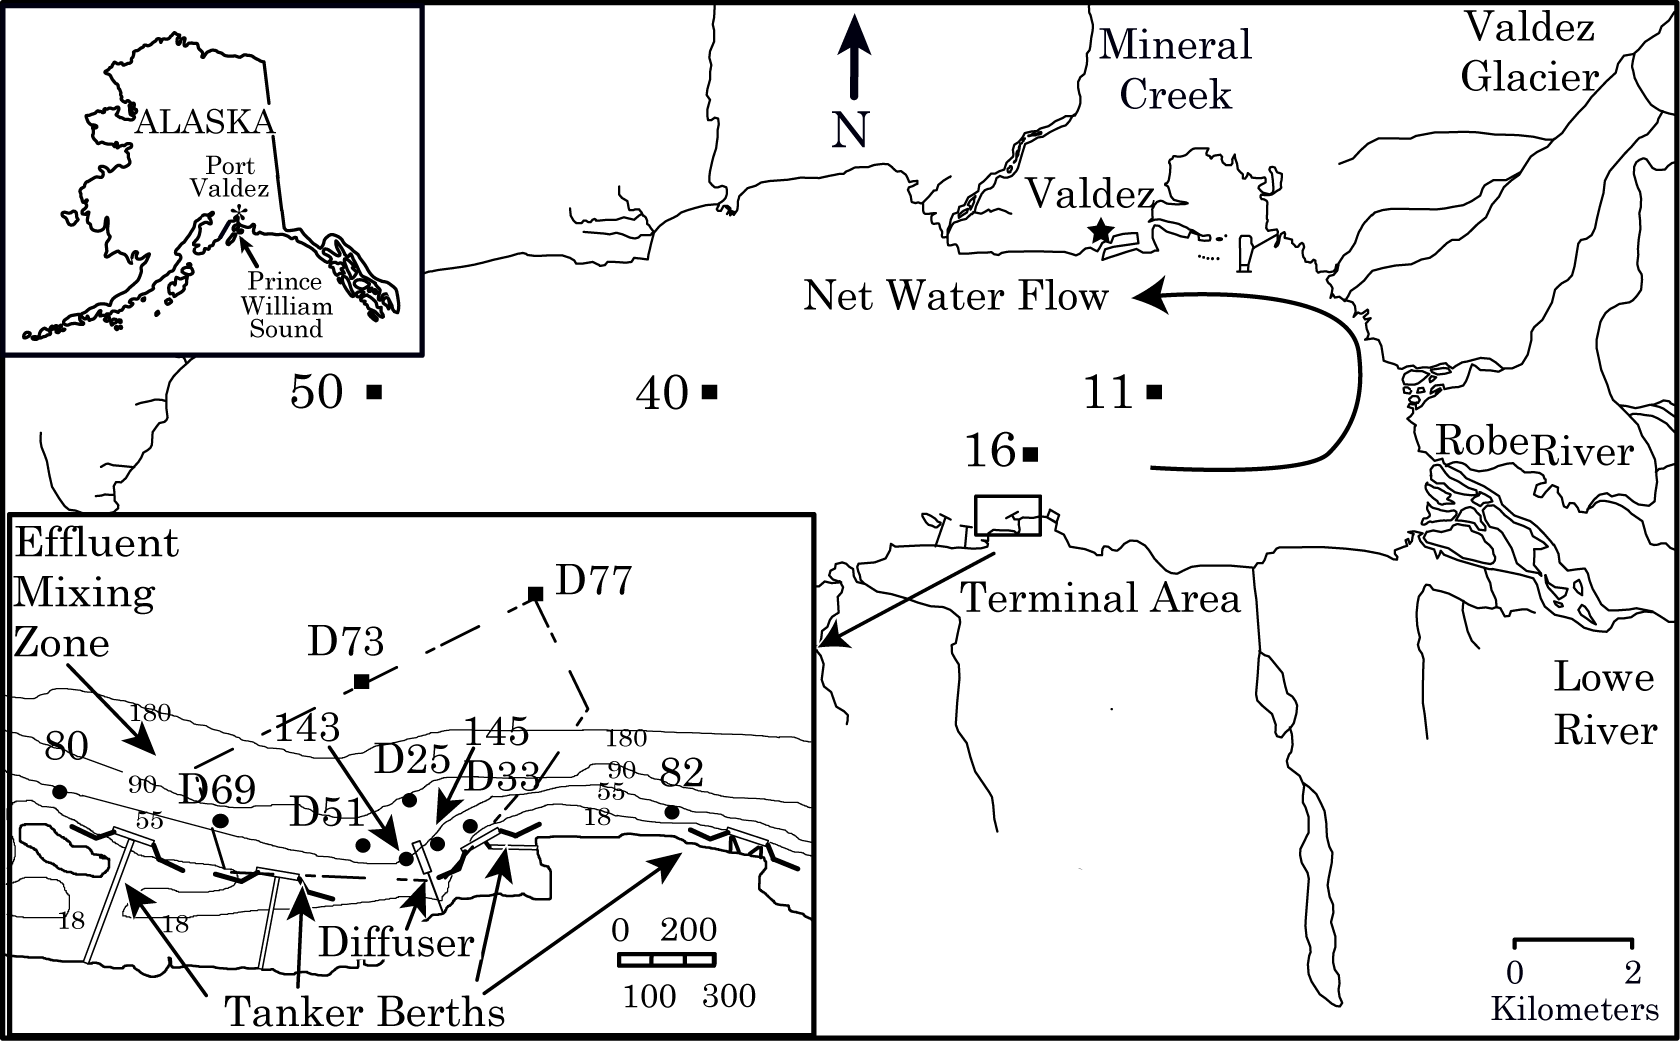 ALASKA
Port
Valdez
Prince
William
Sound
N
Mineral
Creek
Valdez
Glacier
Valdez
Net Water Flow
50
40
11
16
Robe River
Terminal Area
Lowe
River
0 2
Kilometers
Effluent
Mixing
Zone
D77
D73
180
143
145
180
80
D25
90
D69
D33
90
82
55
D51
55
18
18
18
Diffuser
Tanker Berths
0 200
100 300